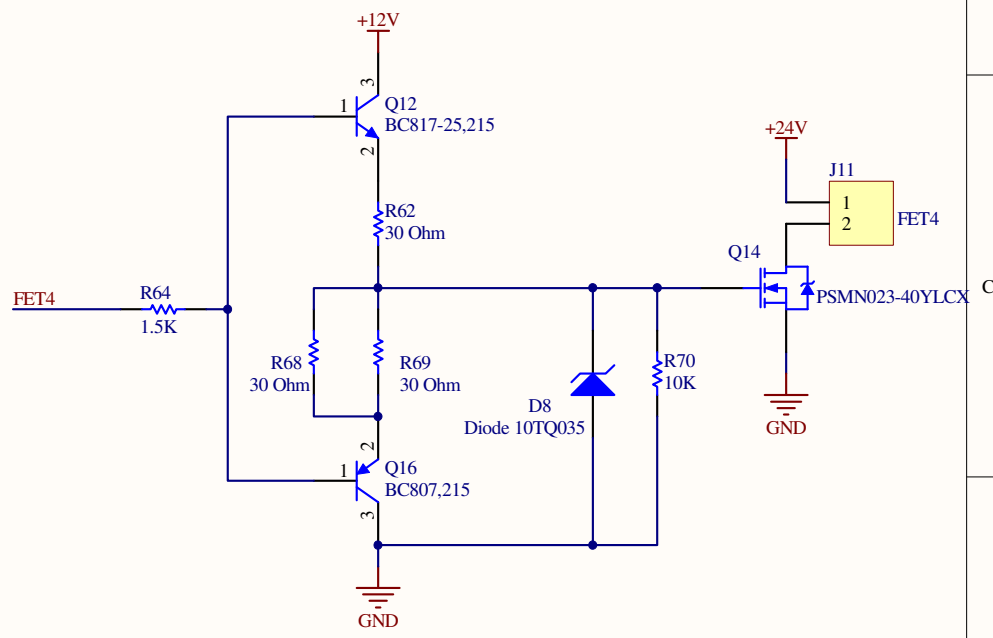 +12V
3
1
Q12
BC817-25,215
2
+24V
J11
1
2
FET4
R62
30 Ohm
Q14
PSMN023-40YLCX
C
FET4
R64
1.5K
R68
30 Ohm
R69
30 Ohm
R70
10K
D8
Diode 10TQ035
GND
2
1
Q16
BC807,215
3
GND